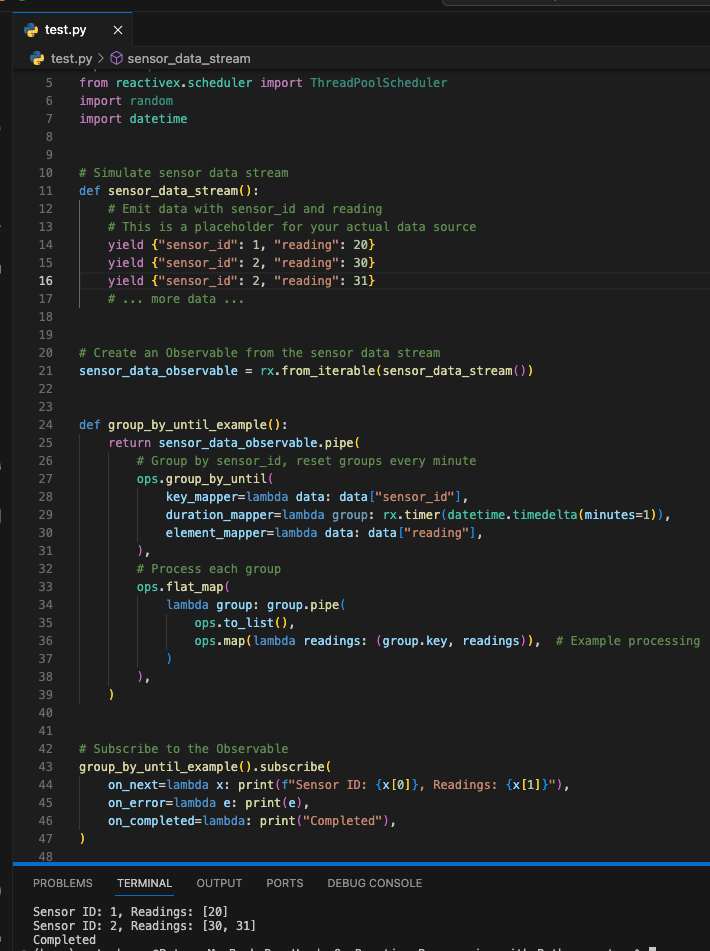 test.py
test.py > sensor_data_stream
5 from reactivex.scheduler import ThreadPoolScheduler
6 import random
7 import datetime
8
9
10 # Simulate sensor data stream
11 def sensor_data_stream():
12     # Emit data with sensor_id and reading
13     # This is a placeholder for your actual data source
14     yield {"sensor_id": 1, "reading": 20}
15     yield {"sensor_id": 2, "reading": 30}
16     yield {"sensor_id": 2, "reading": 31}
17     # ... more data ...
18
19
20 # Create an Observable from the sensor data stream
21 sensor_data_observable = rx.from_iterable(sensor_data_stream())
22
23
24 def group_by_until_example():
25     return sensor_data_observable.pipe(
26         # Group by sensor_id, reset groups every minute
27         ops.group_by_until(
28             key_mapper=lambda data: data["sensor_id"],
29             duration_mapper=lambda group: rx.timer(datetime.timedelta(minutes=1)),
30             element_mapper=lambda data: data["reading"],
31         ),
32         # Process each group
33         ops.flat_map(
34             lambda group: group.pipe(
35                 ops.to_list(),
36                 ops.map(lambda readings: (group.key, readings)),  # Example processing
37             )
38         ),
39     )
40
41
42 # Subscribe to the Observable
43 group_by_until_example().subscribe(
44     on_next=lambda x: print(f"Sensor ID: {x[0]}, Readings: {x[1]}"),
45     on_error=lambda e: print(e),
46     on_completed=lambda: print("Completed"),
47 )
48
PROBLEMS TERMINAL OUTPUT PORTS DEBUG CONSOLE
Sensor ID: 1, Readings: [20]
Sensor ID: 2, Readings: [30, 31]
Completed